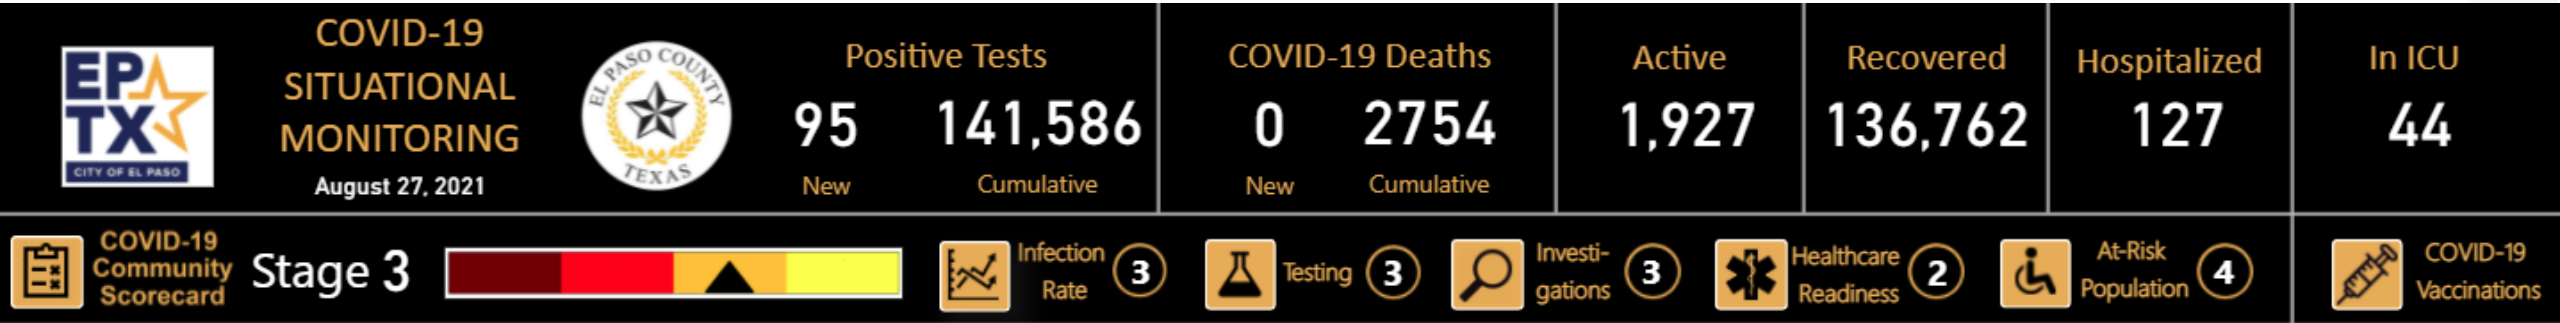 EP
TX
CITY OF EL PASO
COVID-19
SITUATIONAL
MONITORING
August 27, 2021
EL PASO COUNTY
TEXAS
Positive Tests
95 141,586
New Cumulative
COVID-19 Deaths
0 2754
New Cumulative
Active
1,927
Recovered
136,762
Hospitalized
127
In ICU
44
COVID-19
Community
Scorecard
Stage 3
Infection
Rate
3
Testing
3
Investi-
gations
3
Healthcare
Readiness
2
At-Risk
Population
4
COVID-19
Vaccinations